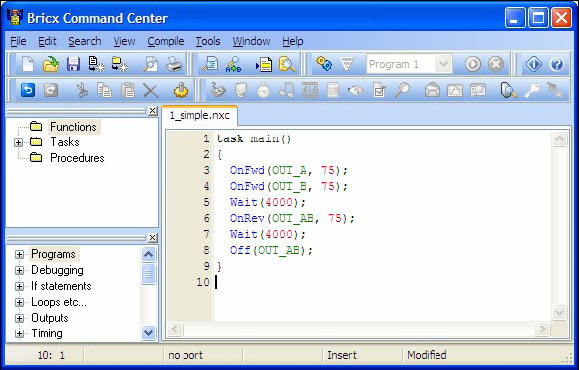 Bricx Command Center
File Edit Search View Compile Tools Window Help
Program 1
1_simple.nxc
Functions
Tasks
Procedures
Programs
Debugging
If statements
Loops etc...
Outputs
Timing
1 task main()
2 {
3 OnFwd(OUT_A, 75);
4 OnFwd(OUT_B, 75);
5 Wait(4000);
6 OnRev(OUT_AB, 75);
7 Wait(4000);
8 Off(OUT_AB);
9 }
10
10: 1 no port Insert Modified